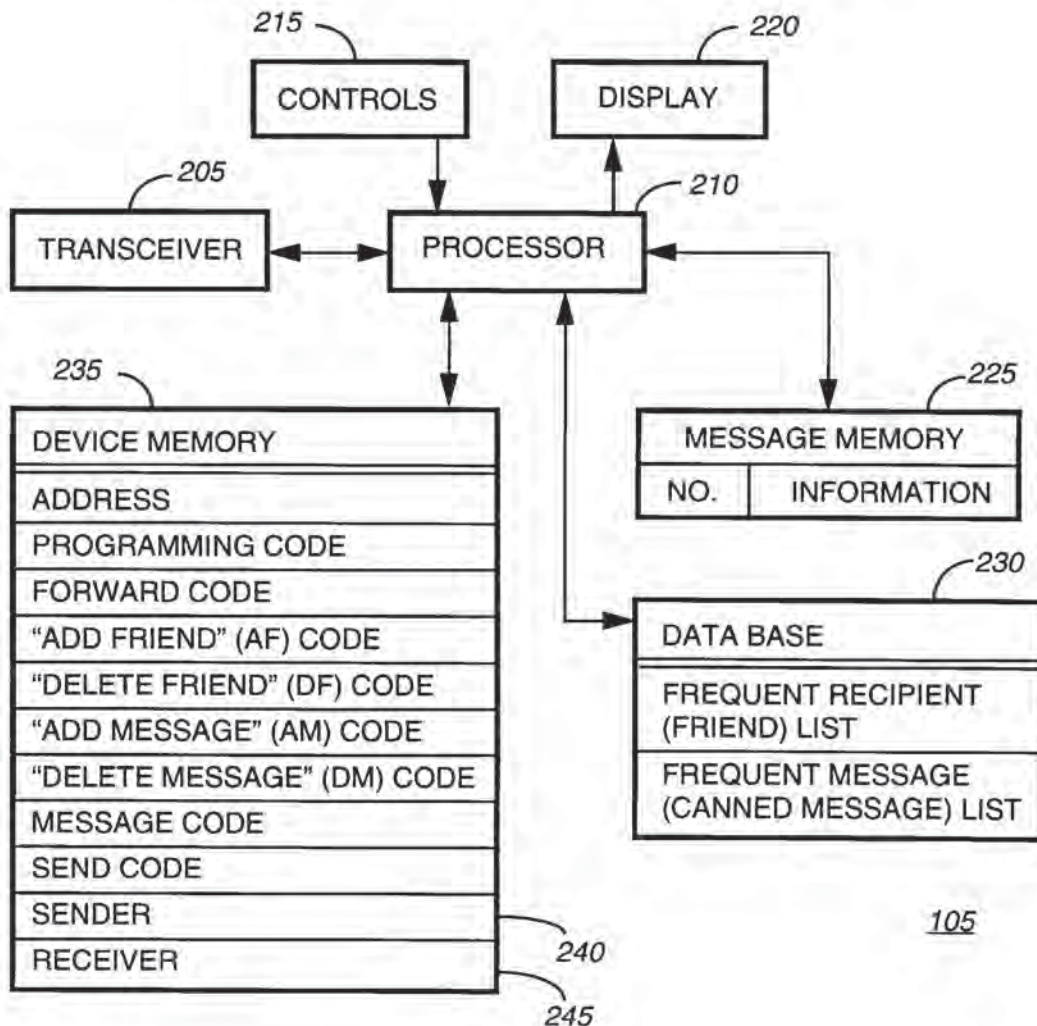 215
220
CONTROLS
DISPLAY
205
210
TRANSCEIVER
PROCESSOR
235
225
DEVICE MEMORY
MESSAGE MEMORY
NO. INFORMATION
ADDRESS
PROGRAMMING CODE
FORWARD CODE
230
"ADD FRIEND" (AF) CODE
DATA BASE
"DELETE FRIEND" (DF) CODE
FREQUENT RECIPIENT
(FRIEND) LIST
"ADD MESSAGE" (AM) CODE
"DELETE MESSAGE" (DM) CODE
FREQUENT MESSAGE
(CANNED MESSAGE) LIST
MESSAGE CODE
SEND CODE
SENDER
105
240
RECEIVER
245